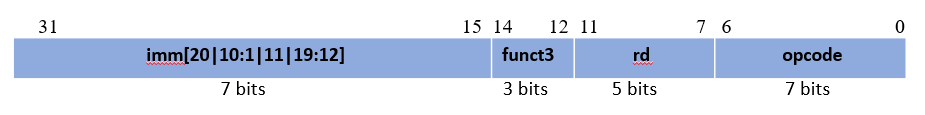 31 15 14 12 11 7 6 0
imm[20|10:1|11|19:12] funct3 rd opcode
7 bits 3 bits 5 bits 7 bits